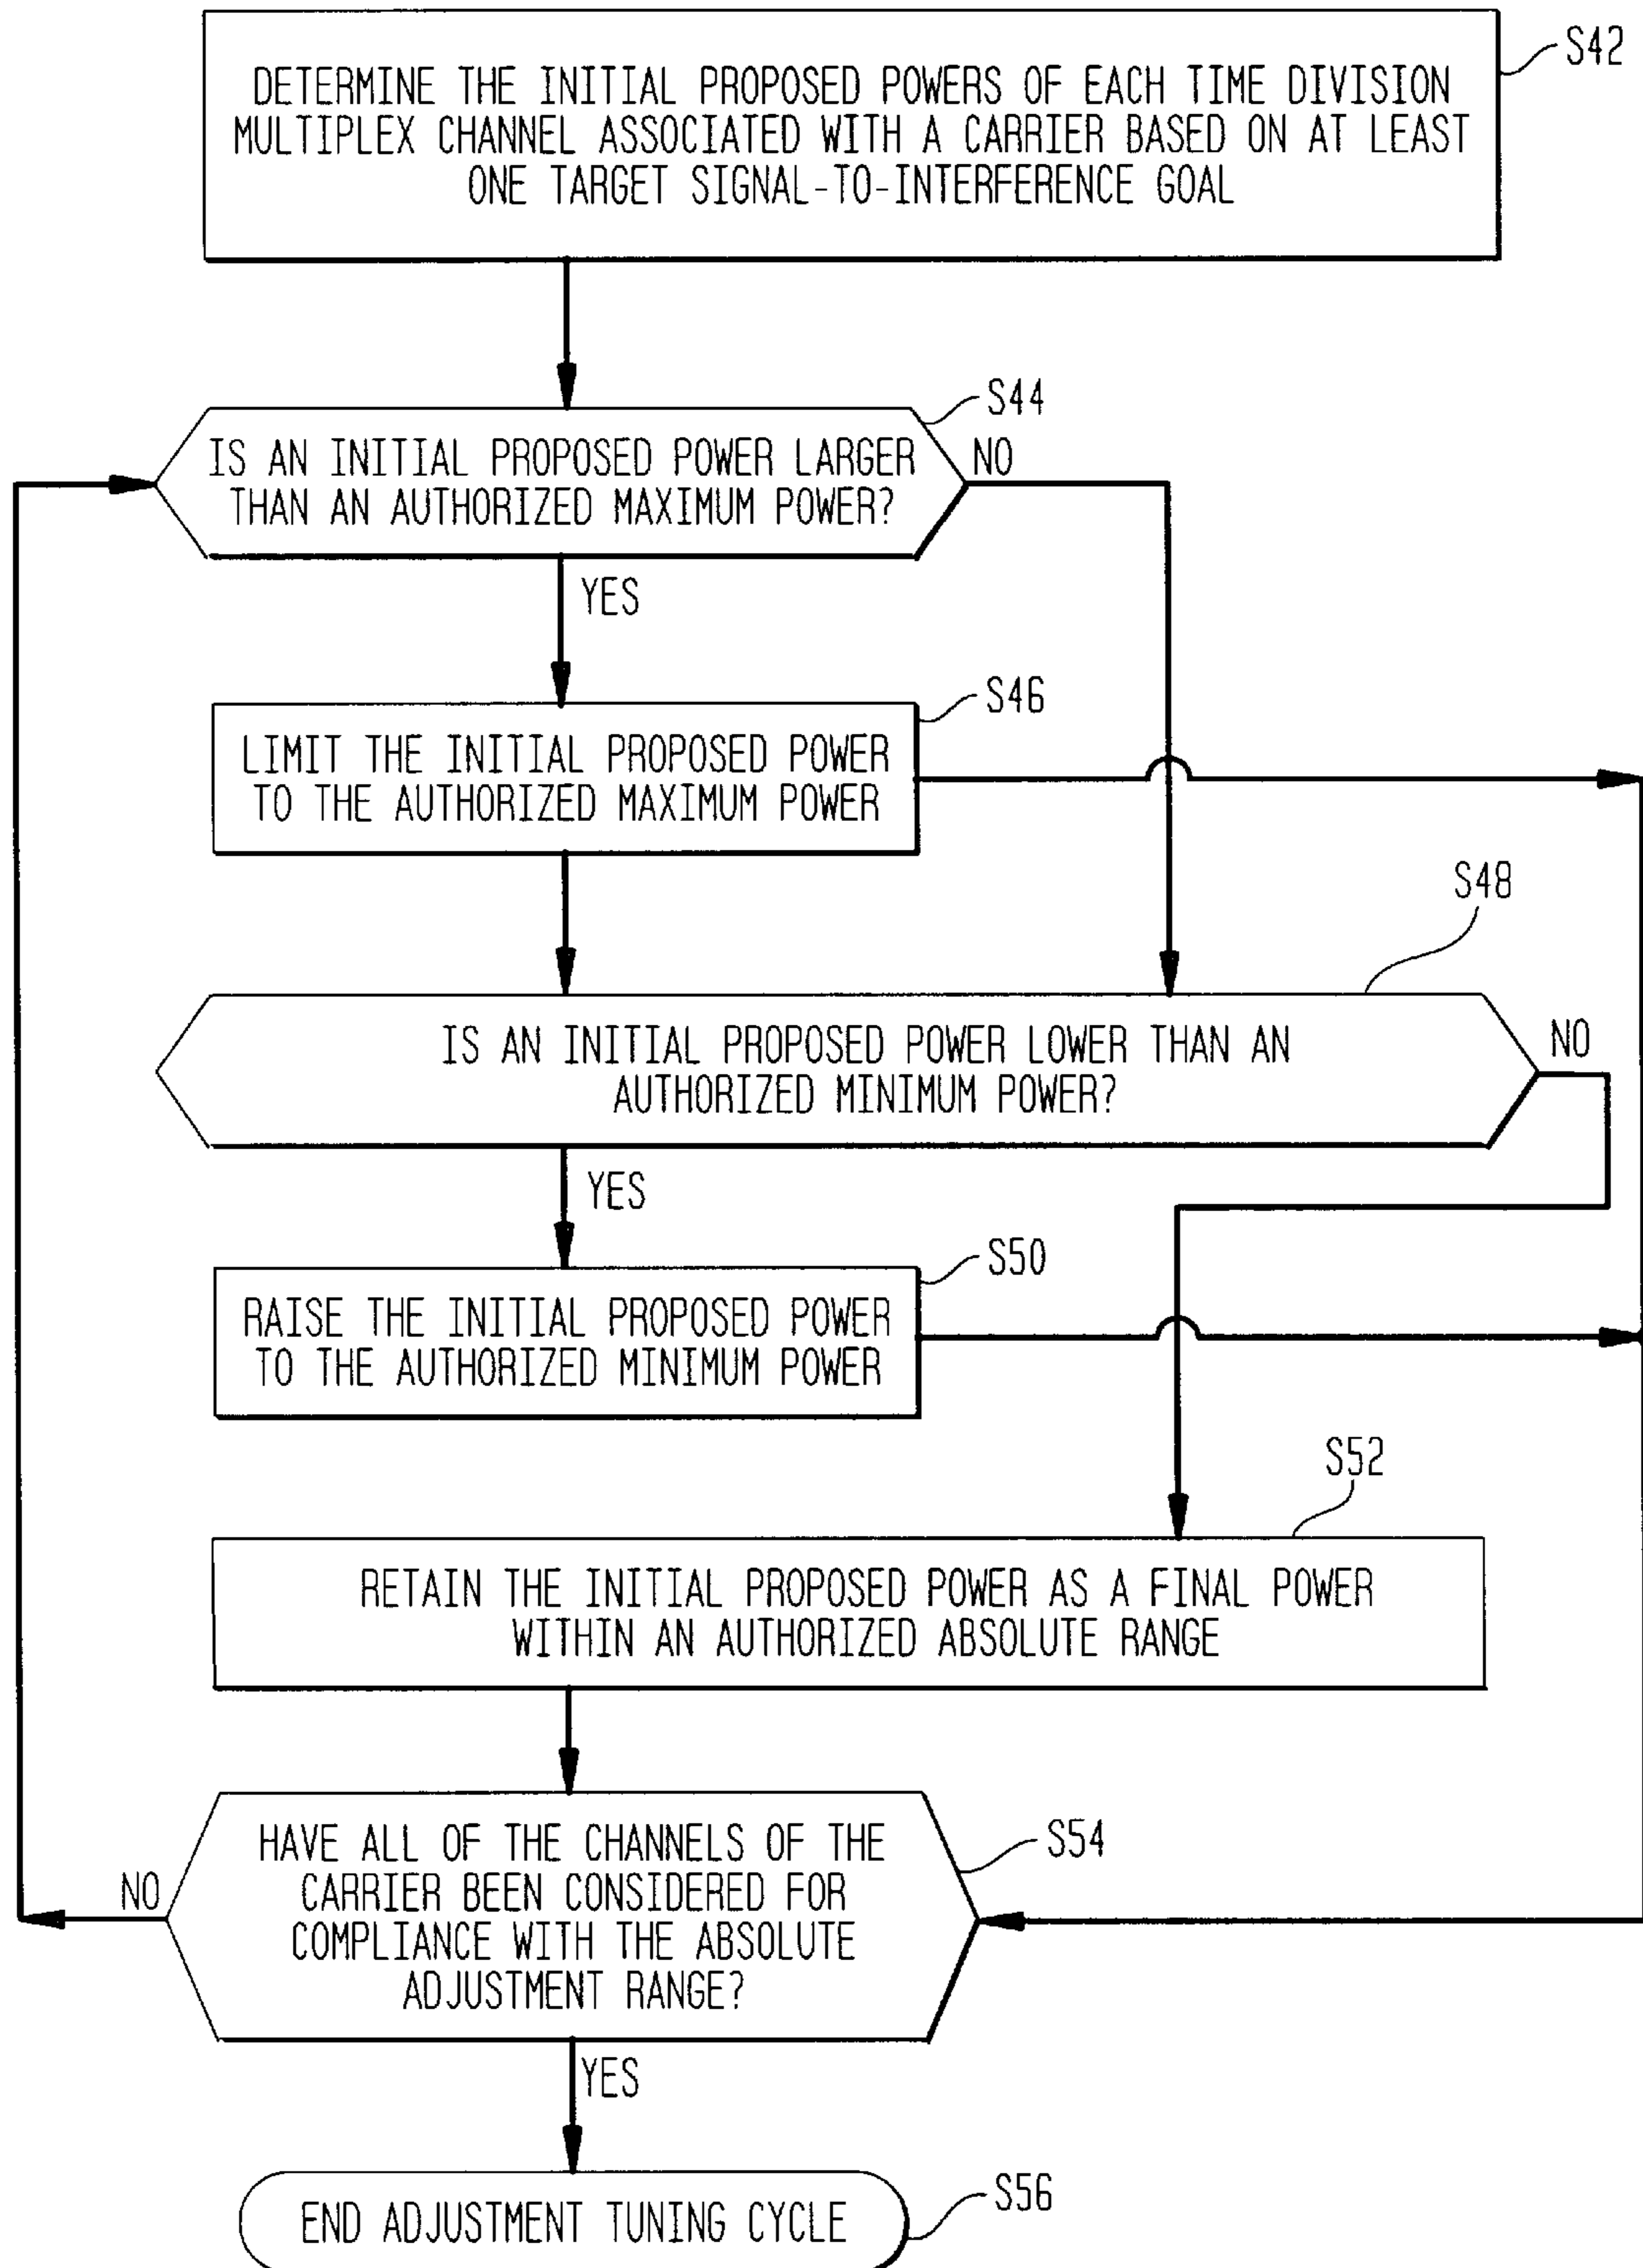 DETERMINE THE INITIAL PROPOSED POWERS OF EACH TIME DIVISION
MULTIPLEX CHANNEL ASSOCIATED WITH A CARRIER BASED ON AT LEAST
ONE TARGET SIGNAL-TO-INTERFERENCE GOAL
S42
S44
IS AN INITIAL PROPOSED POWER LARGER
THAN AN AUTHORIZED MAXIMUM POWER?
NO
YES
S46
LIMIT THE INITIAL PROPOSED POWER
TO THE AUTHORIZED MAXIMUM POWER
S48
IS AN INITIAL PROPOSED POWER LOWER THAN AN
AUTHORIZED MINIMUM POWER?
NO
YES
S50
RAISE THE INITIAL PROPOSED POWER
TO THE AUTHORIZED MINIMUM POWER
S52
RETAIN THE INITIAL PROPOSED POWER AS A FINAL POWER
WITHIN AN AUTHORIZED ABSOLUTE RANGE
S54
HAVE ALL OF THE CHANNELS OF THE
CARRIER BEEN CONSIDERED FOR
COMPLIANCE WITH THE ABSOLUTE
ADJUSTMENT RANGE?
NO
YES
S56
END ADJUSTMENT TUNING CYCLE